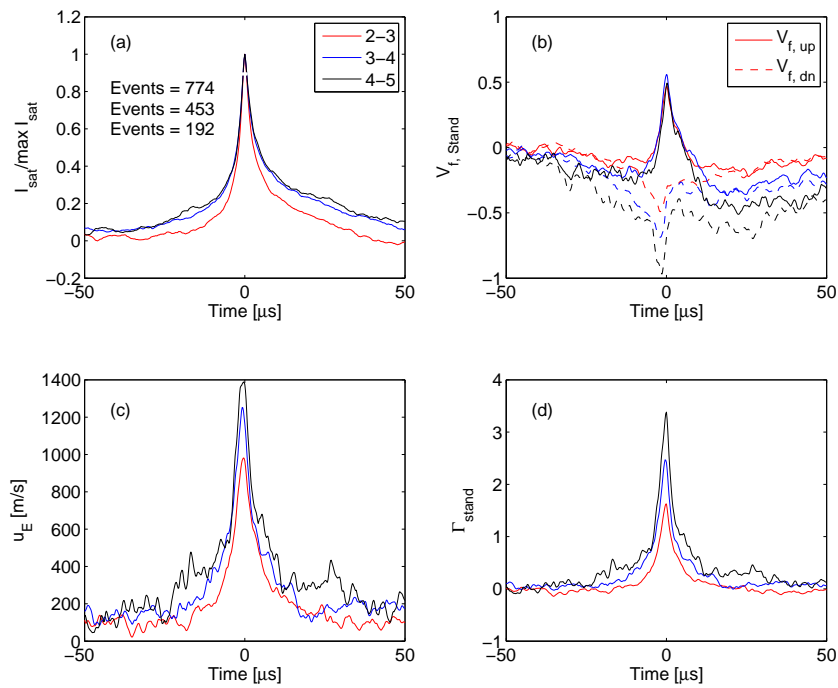 (a)
2−3
3−4
4−5
Events = 774
Events = 453
Events = 192
I_sat/max I_sat
1.2
1
0.8
0.6
0.4
0.2
0
−0.2
−50
0
50
Time [μs]
(b)
V_f, up
V_f, dn
V_f, Stand
1
0.5
0
−0.5
−1
−50
0
50
Time [μs]
(c)
u_E [m/s]
1400
1200
1000
800
600
400
200
0
−50
0
50
Time [μs]
(d)
Γ_stand
4
3
2
1
0
−1
−50
0
50
Time [μs]